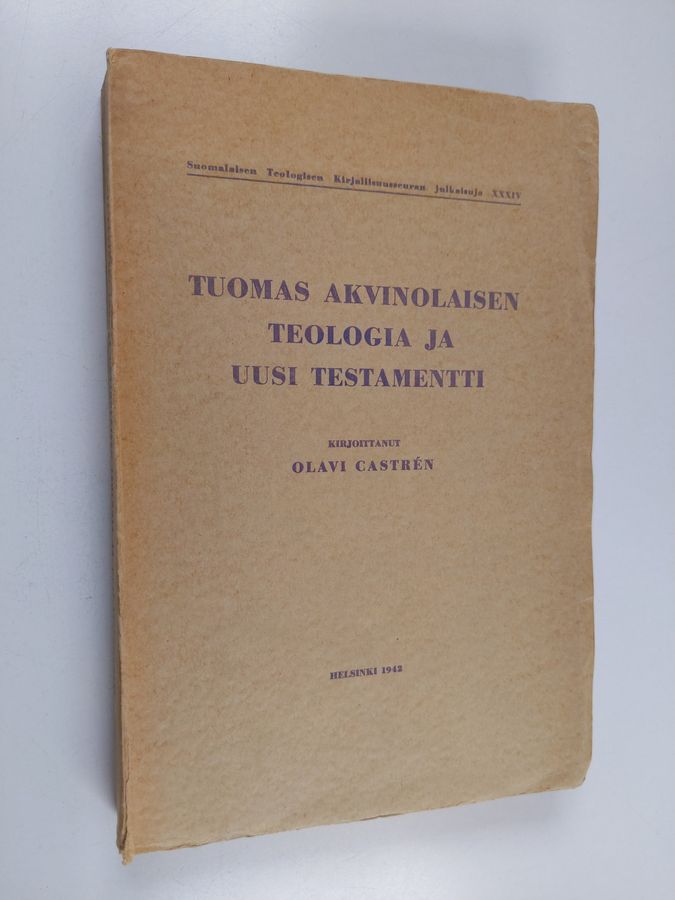 Suomalaisen Teologisen Kirjallisuusseuran julkaisuja XXXIV
TUOMAS AKVINOLAISEN
TEOLOGIA JA
UUSI TESTAMENTTI
KIRJOITTANUT
OLAVI CASTRÉN
HELSINKI 1942